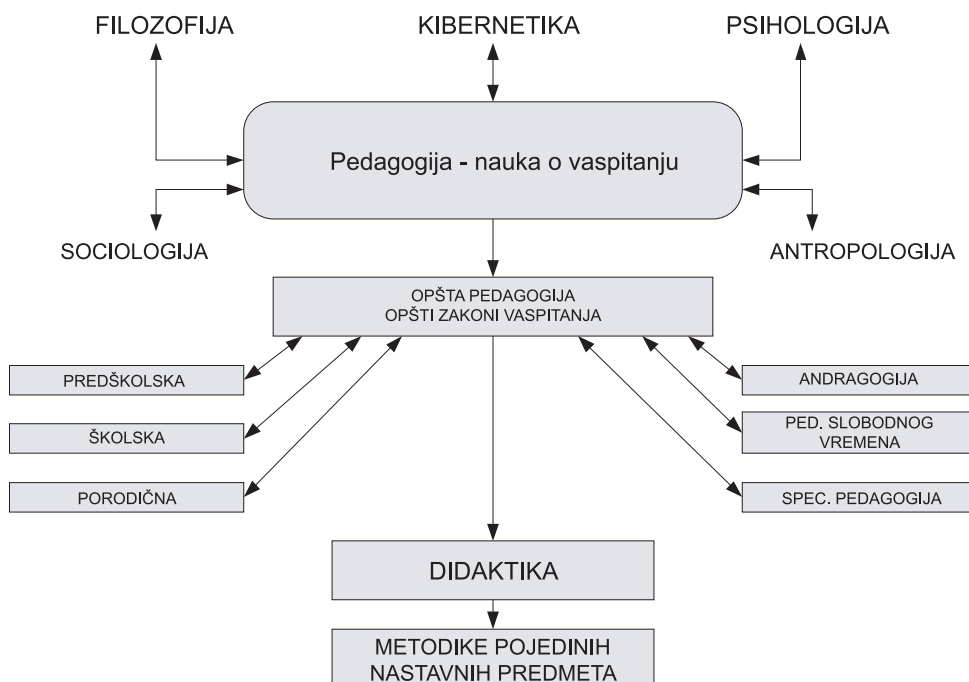 FILOZOFIJA
KIBERNETIKA
PSIHOLOGIJA
Pedagogija - nauka o vaspitanju
SOCIOLOGIJA
ANTROPOLOGIJA
OPŠTA PEDAGOGIJA
OPŠTI ZAKONI VASPITANJA
PREDŠKOLSKA
ANDRAGOGIJA
ŠKOLSKA
PED. SLOBODNOG
VREMENA
PORODIČNA
SPEC. PEDAGOGIJA
DIDAKTIKA
METODIKE POJEDINIH
NASTAVNIH PREDMETA